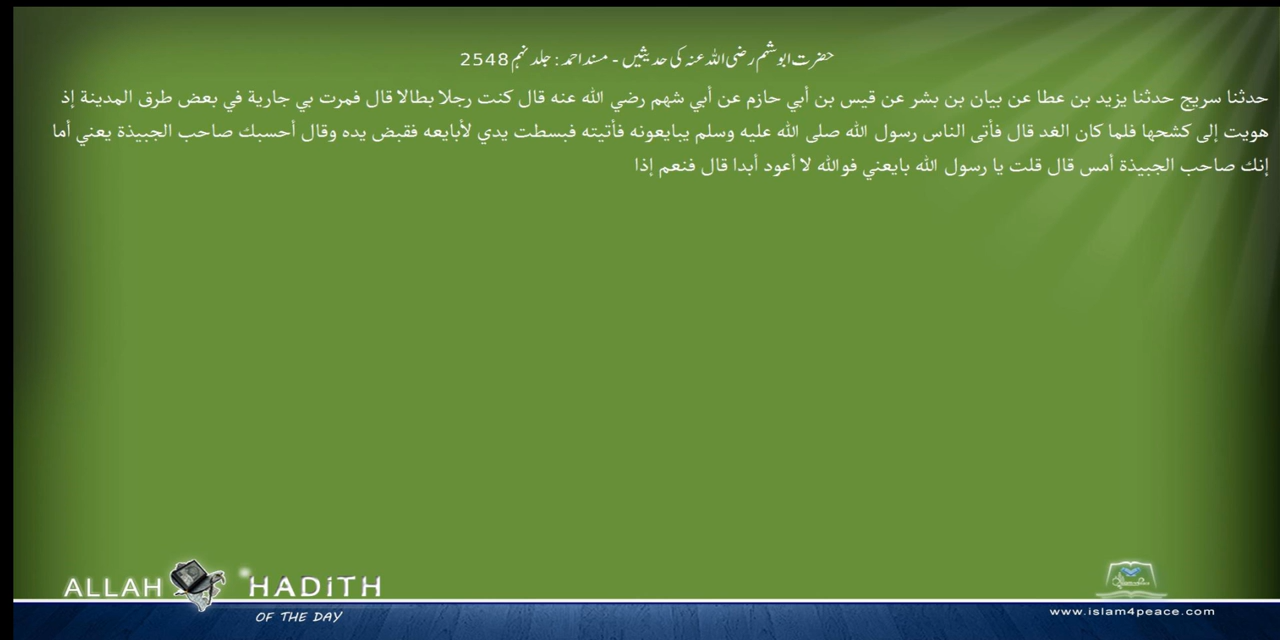 حضرت ابوشہم رضی اللہ عنہ کی حدیثیں - مسند احمد : جلد نہم 2548
حدثنا سريج حدثنا يزيد بن عطا عن بيان بن بشر عن قيس بن أبي حازم عن أبي شهم رضي الله عنه قال كنت رجلا بطالا قال فمرت بي جارية في بعض طرق المدينة إذ
هويت إلى كشحها فلما كان الغد قال فأتى الناس رسول الله صلى الله عليه وسلم يبايعونه فأتيته فبسطت يدي لأبايعه فقبض يده وقال أحسبك صاحب الجبيذة يعني أما
إنك صاحب الجبيذة أمس قال قلت يا رسول الله بايعني فوالله لا أعود أبدا قال فنعم إذا
ALLAH HADITH
OF THE DAY
www.islam4peace.com